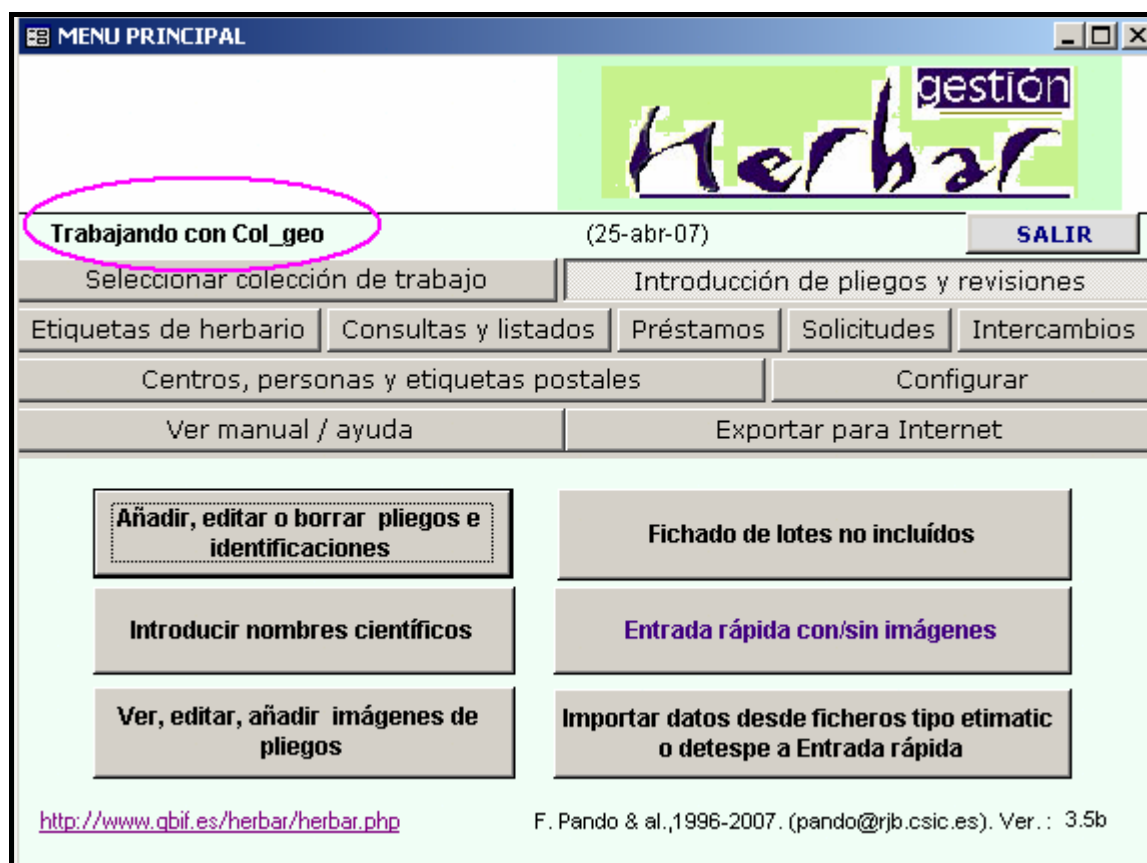 MENU PRINCIPAL
gestión
Herbar
Trabajando con Col_geo (25-abr-07) SALIR
Seleccionar colección de trabajo Introducción de pliegos y revisiones
Etiquetas de herbario Consultas y listados Préstamos Solicitudes Intercambios
Centros, personas y etiquetas postales Configurar
Ver manual / ayuda Exportar para Internet
Añadir, editar o borrar pliegos e
identificaciones
Fichado de lotes no incluídos
Introducir nombres científicos
Entrada rápida con/sin imágenes
Ver, editar, añadir imágenes de
pliegos
Importar datos desde ficheros tipo etimatic
o detespe a Entrada rápida
http://www.gbif.es/herbar/herbar.php F. Pando & al.,1996-2007. (pando@rjb.csic.es). Ver. : 3.5b